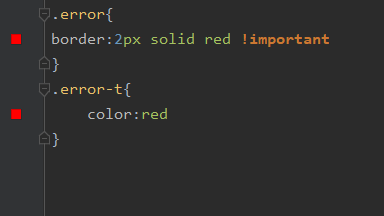 .error{
border:2px solid red !important
}
.error-t{
    color:red
}